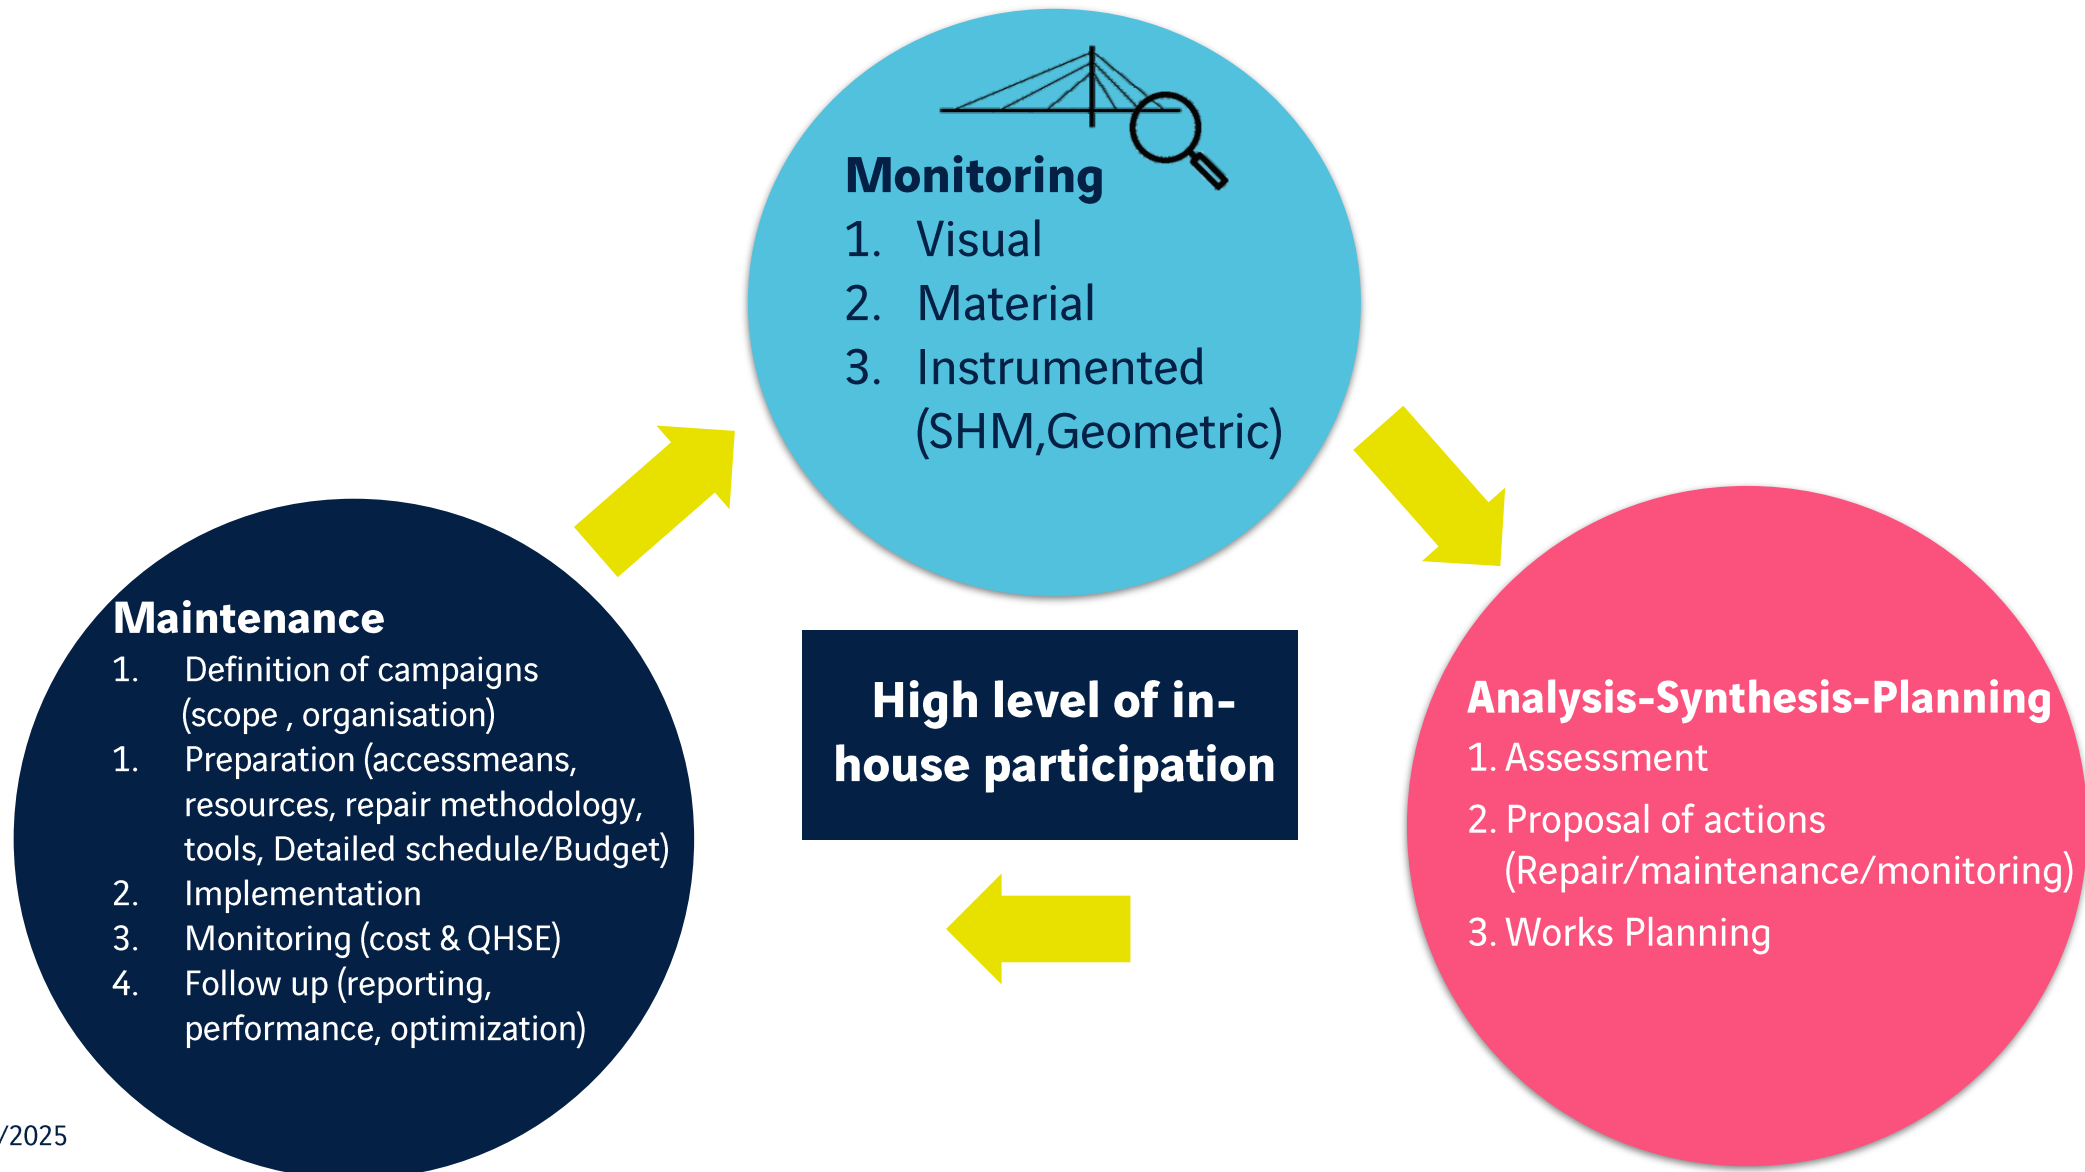 Monitoring
1. Visual
2. Material
3. Instrumented
(SHM,Geometric)
Maintenance
1. Definition of campaigns
(scope , organisation)
1. Preparation (accessmeans,
resources, repair methodology,
tools, Detailed schedule/Budget)
2. Implementation
3. Monitoring (cost & QHSE)
4. Follow up (reporting,
performance, optimization)
High level of in-
house participation
Analysis-Synthesis-Planning
1. Assessment
2. Proposal of actions
(Repair/maintenance/monitoring)
3. Works Planning
/2025